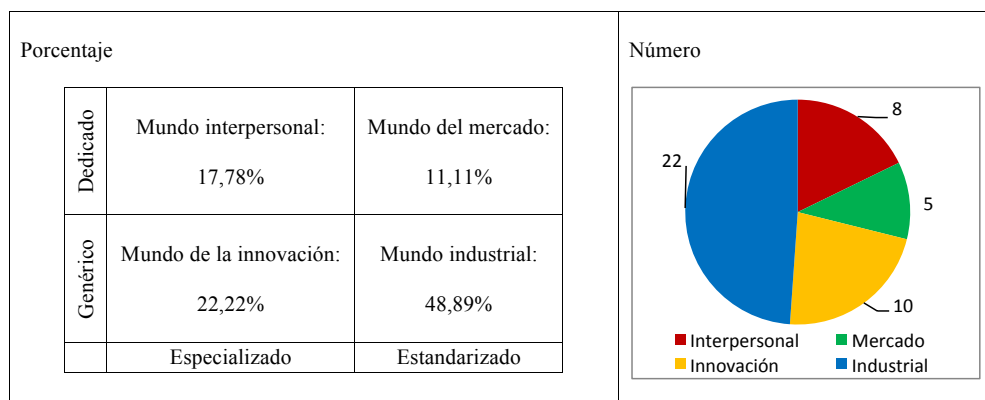 Porcentaje
Dedicado
Mundo interpersonal:
17,78%
Mundo del mercado:
11,11%
Genérico
Mundo de la innovación:
22,22%
Mundo industrial:
48,89%
Especializado
Estandarizado
Número
8
22
5
10
Interpersonal
Mercado
Innovación
Industrial